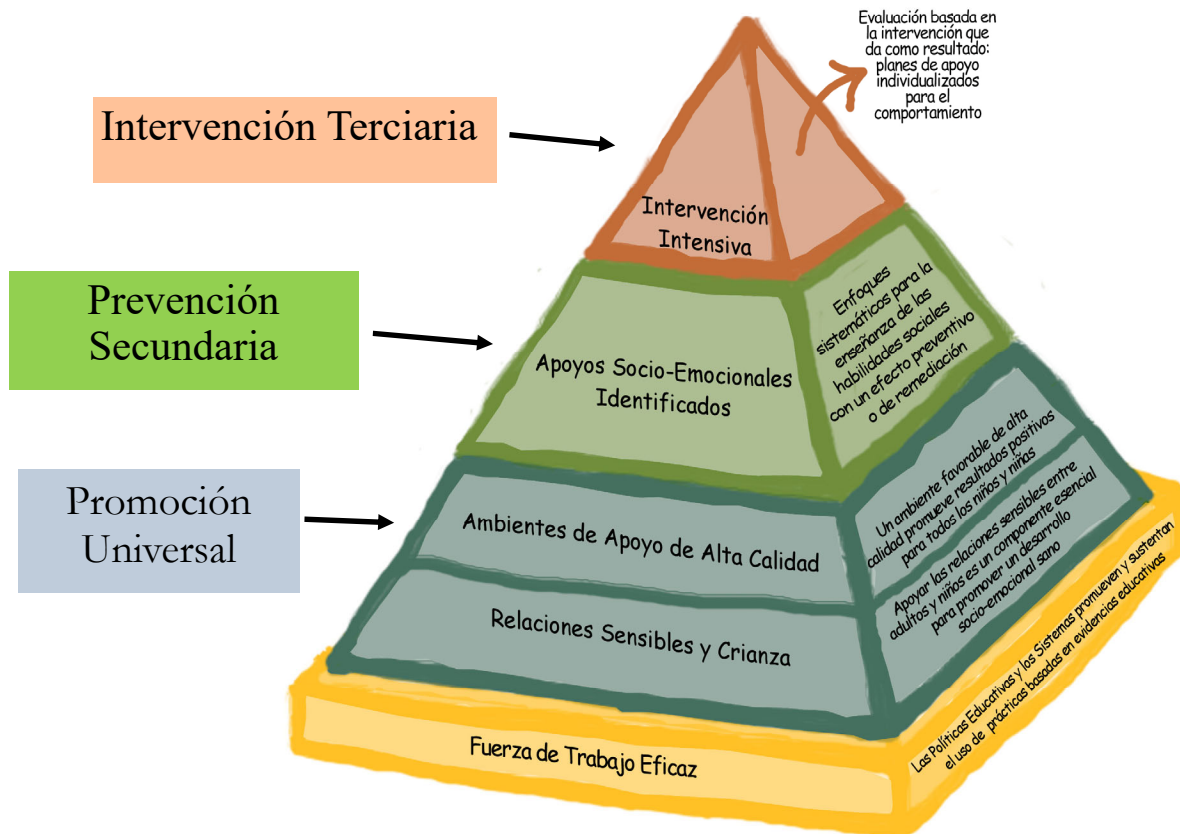 Evaluación basada en
la intervención que
da como resultado:
planes de apoyo
individualizados
para el
comportamiento
Intervención Terciaria
Intervención
Intensiva
Prevención
Secundaria
Apoyos Socio-Emocionales
Identificados
Enfoques
sistemáticos para la
enseñanza de las
habilidades sociales
con un efecto preventivo
o de remediación
Promoción
Universal
Ambientes de Apoyo de Alta Calidad
Un ambiente favorable de alta
calidad promueve resultados positivos
para todos los niños y niñas
Relaciones Sensibles y Crianza
Apoyar las relaciones sensibles entre
adultos y niños es un componente esencial
para promover un desarrollo
socio-emocional sano
Fuerza de Trabajo Eficaz
Las Políticas Educativas y los Sistemas promueven y sustentan
el uso de prácticas basadas en evidencias educativas